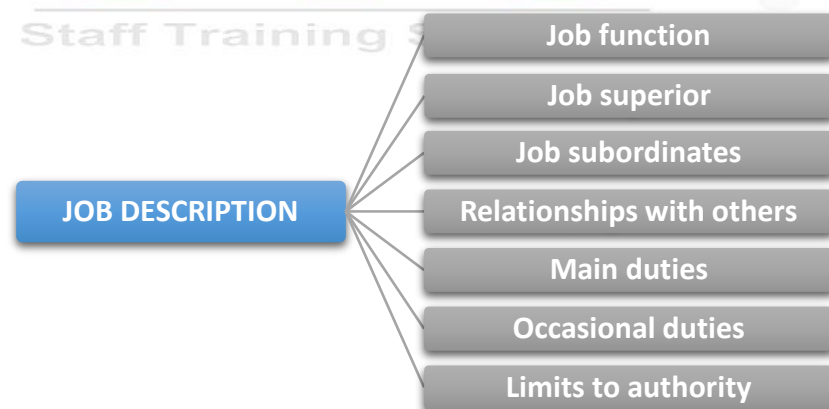 Staff Training
Job function
Job superior
Job subordinates
JOB DESCRIPTION
Relationships with others
Main duties
Occasional duties
Limits to authority